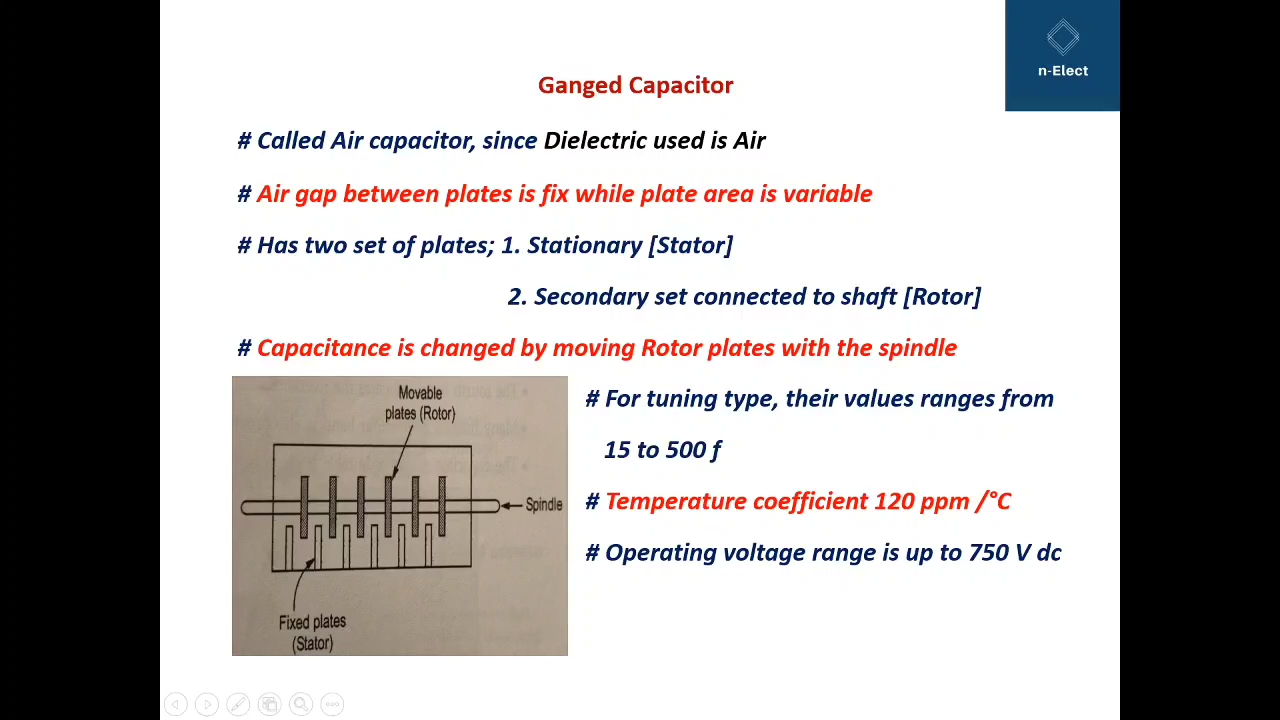 n-Elect
Ganged Capacitor
# Called Air capacitor, since Dielectric used is Air
# Air gap between plates is fix while plate area is variable
# Has two set of plates; 1. Stationary [Stator]
2. Secondary set connected to shaft [Rotor]
# Capacitance is changed by moving Rotor plates with the spindle
Movable
plates (Rotor)
Spindle
Fixed plates
(Stator)
# For tuning type, their values ranges from
15 to 500 f
# Temperature coefficient 120 ppm /°C
# Operating voltage range is up to 750 V dc